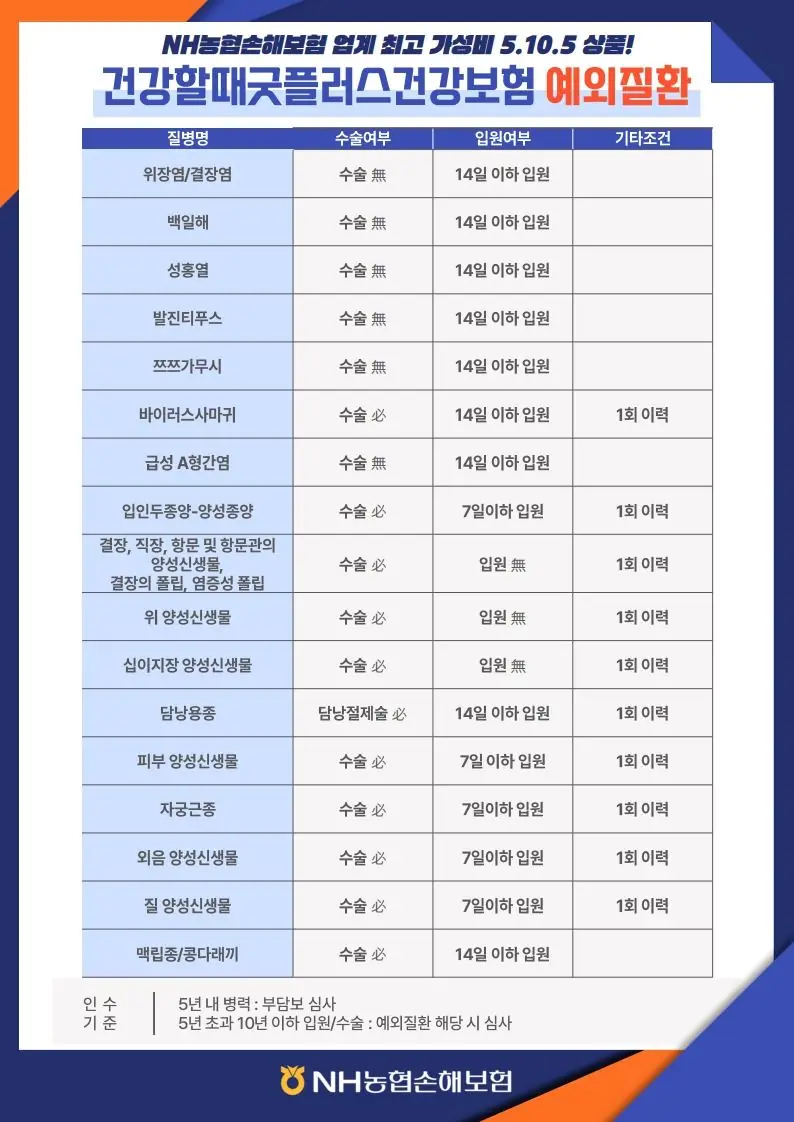 NH농협손해보험 업계 최고 가성비 5.10.5 상품!
건강할때굿플러스건강보험 예외질환
질병명 수술여부 입원여부 기타조건
위장염/결장염 수술 無 14일 이하 입원
백일해 수술 無 14일 이하 입원
성홍열 수술 無 14일 이하 입원
발진티푸스 수술 無 14일 이하 입원
쯔쯔가무시 수술 無 14일 이하 입원
바이러스사마귀 수술 必 14일 이하 입원 1회 이력
급성 A형간염 수술 無 14일 이하 입원
입인두종양-양성종양 수술 必 7일이하 입원 1회 이력
결장, 직장, 항문 및 항문관의
양성신생물,
결장의 폴립, 염증성 폴립
수술 必 입원 無 1회 이력
위 양성신생물 수술 必 입원 無 1회 이력
십이지장 양성신생물 수술 必 입원 無 1회 이력
담낭용종 담낭절제술 必 14일 이하 입원 1회 이력
피부 양성신생물 수술 必 7일 이하 입원 1회 이력
자궁근종 수술 必 7일이하 입원 1회 이력
외음 양성신생물 수술 必 7일이하 입원 1회 이력
질 양성신생물 수술 必 7일이하 입원 1회 이력
맥립종/콩다래끼 수술 必 14일 이하 입원
인 수 5년 내 병력 : 부담보 심사
기 준 5년 초과 10년 이하 입원/수술 : 예외질환 해당 시 심사
NH농협손해보험